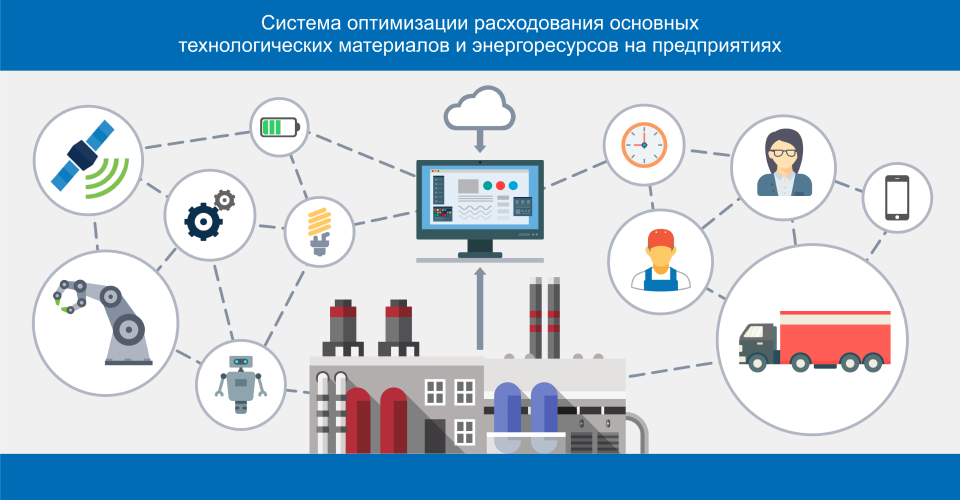 Система оптимизации расходования основных
технологических материалов и энергоресурсов на предприятиях